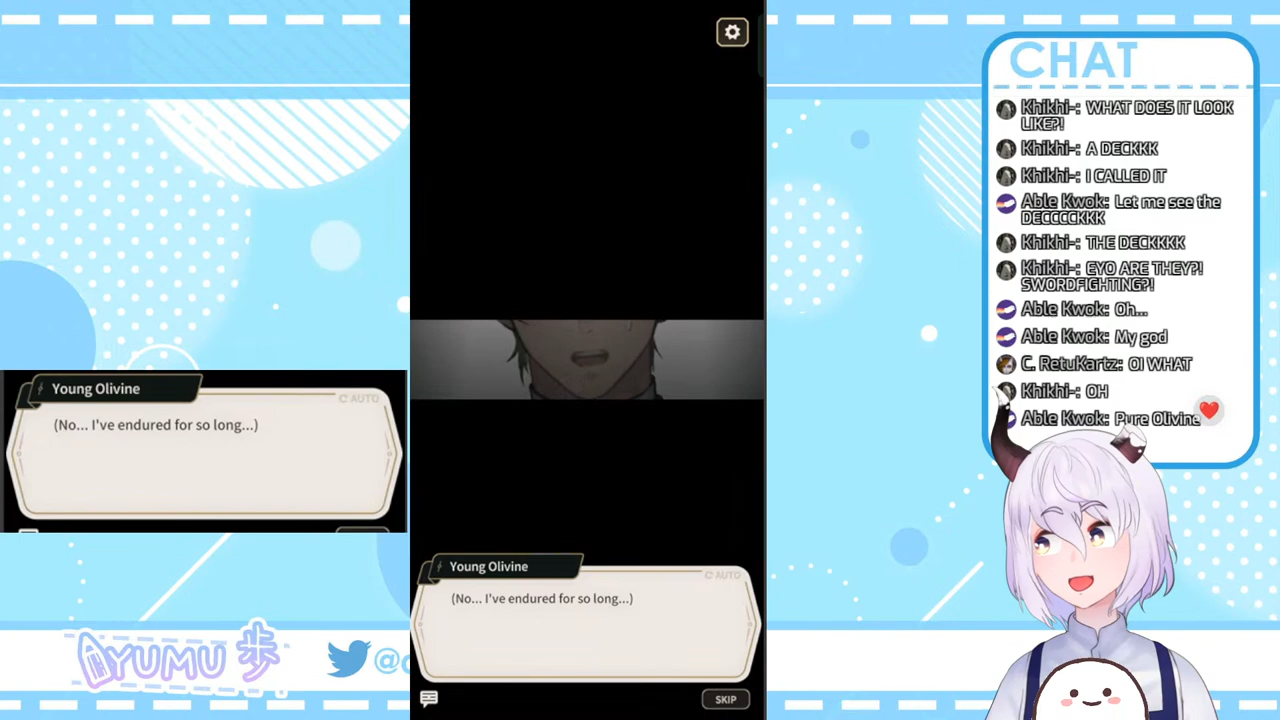 Young Olivine
AUTO
(No... I've endured for so long...)
Young Olivine
AUTO
(No... I've endured for so long...)
SKIP
AYUMU 歩
@
CHAT
Khikhi-: WHAT DOES IT LOOK
LIKE?!
Khikhi-: A DECKKK
Khikhi-: I CALLED IT
Able Kwok: Let me see the
DECCCCKKK
Khikhi-: THE DECKKKK
Khikhi-: EYO ARE THEY?!
SWORDFIGHTING?!
Able Kwok: Oh...
Able Kwok: My god
C. RetuKartz: OI WHAT
Khikhi-: OH
Able Kwok: Pure Olivine